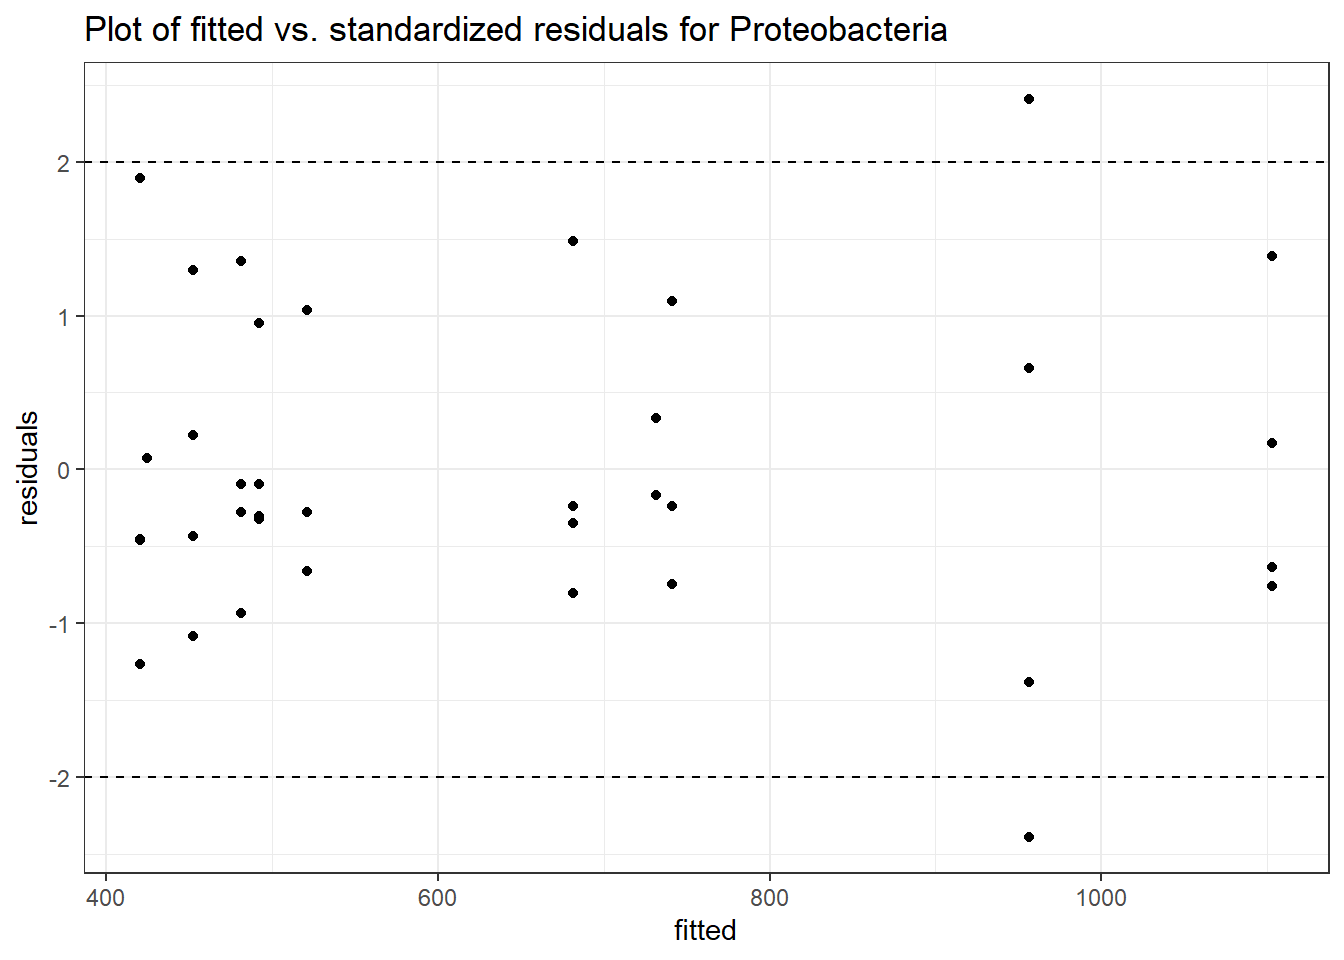 Plot of fitted vs. standardized residuals for Proteobacteria
residuals
2
1
0
-1
-2
400 600 800 1000
fitted